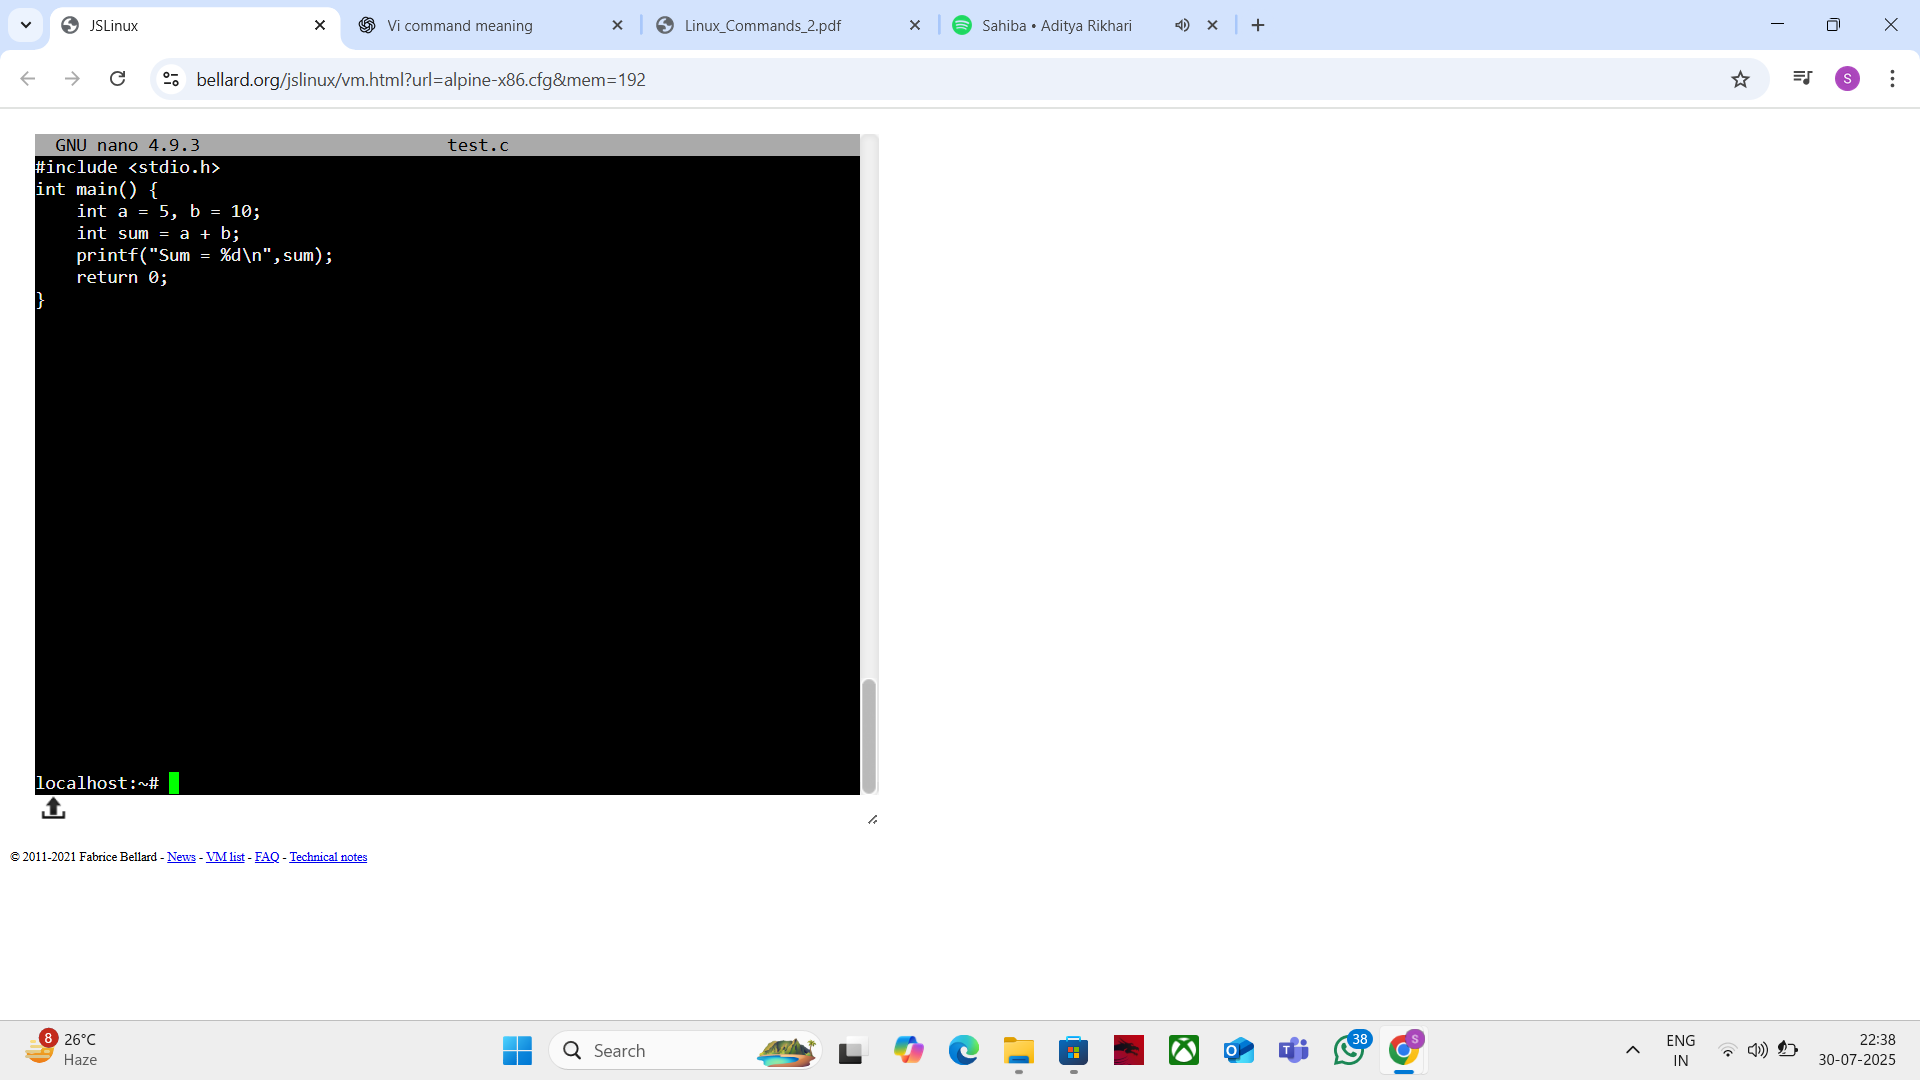 JSLinux
Vi command meaning
Linux_Commands_2.pdf
Sahiba • Aditya Rikhari
bellard.org/jslinux/vm.html?url=alpine-x86.cfg&mem=192
S
GNU nano 4.9.3 test.c
#include <stdio.h>
int main() {
    int a = 5, b = 10;
    int sum = a + b;
    printf("Sum = %d\n",sum);
    return 0;
}
localhost:~#
© 2011-2021 Fabrice Bellard - News - VM list - FAQ - Technical notes
8
26°C
Haze
Search
38
S
ENG
IN
22:38
30-07-2025